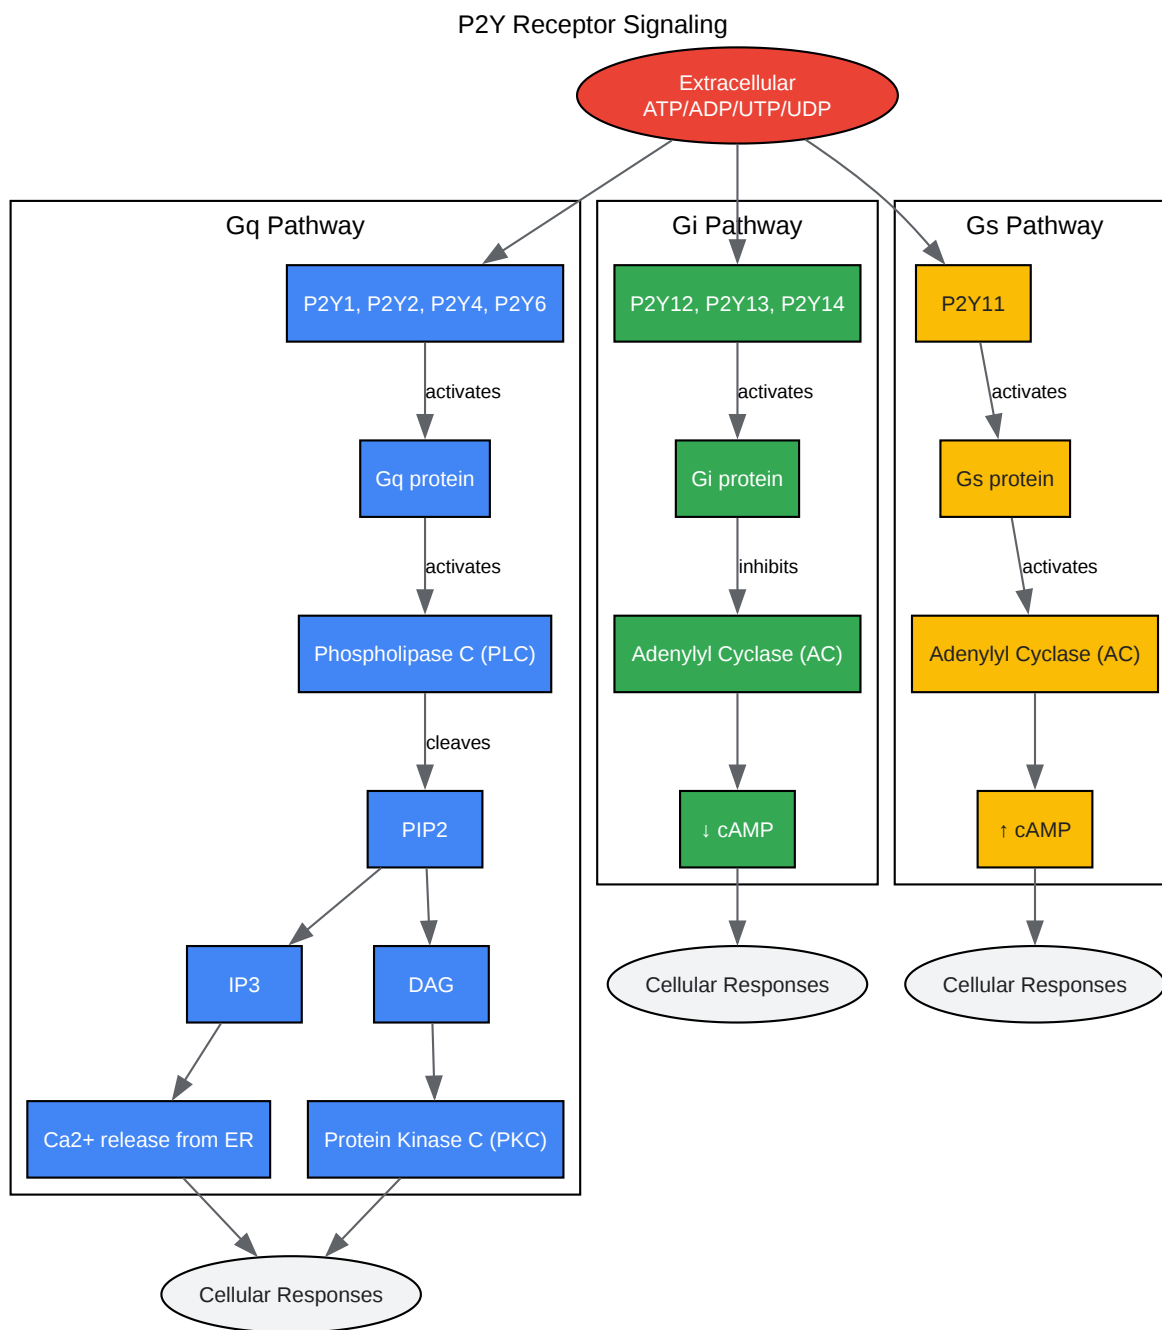 P2Y Receptor Signaling
Extracellular
ATP/ADP/UTP/UDP
Gq Pathway
P2Y1, P2Y2, P2Y4, P2Y6
activates
Gq protein
activates
Phospholipase C (PLC)
cleaves
PIP2
IP3
DAG
Ca2+ release from ER
Protein Kinase C (PKC)
Cellular Responses
Gi Pathway
P2Y12, P2Y13, P2Y14
activates
Gi protein
inhibits
Adenylyl Cyclase (AC)
↓ cAMP
Cellular Responses
Gs Pathway
P2Y11
activates
Gs protein
activates
Adenylyl Cyclase (AC)
↑ cAMP
Cellular Responses